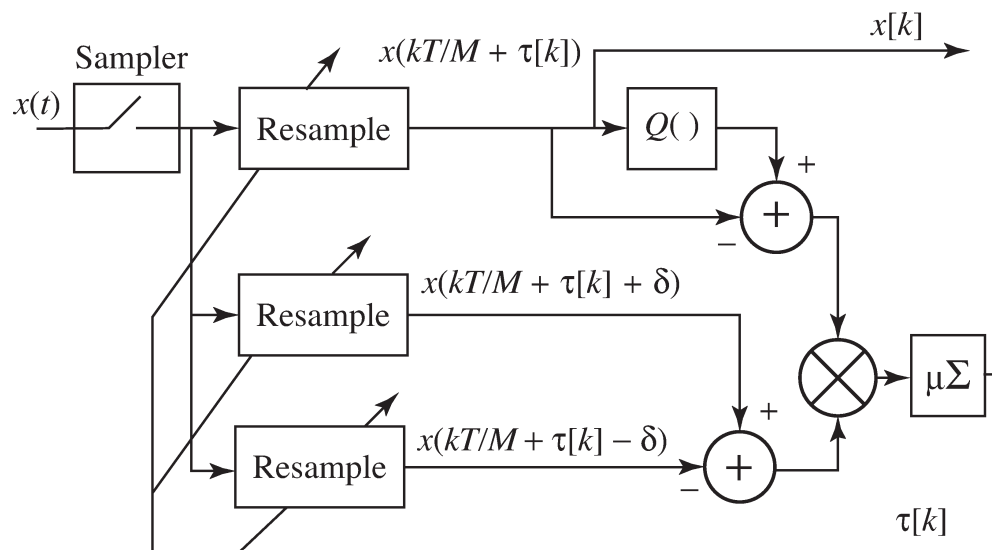 Sampler
x(t)
Resample
x(kT/M + τ[k])
x[k]
Q( )
+
−
+
Resample
x(kT/M + τ[k] + δ)
μΣ
+
Resample
x(kT/M + τ[k] − δ)
−
+
τ[k]